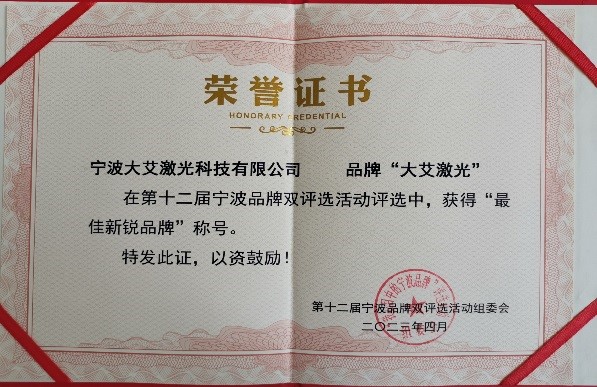 荣誉证书
HONORARY CREDENTIAL
宁波大艾激光科技有限公司 品牌“大艾激光”
在第十二届宁波品牌双评选活动评选中，获得“最
佳新锐品牌”称号。
特发此证，以资鼓励！
第十二届宁波品牌双评选活动组委会
二〇二三年四月